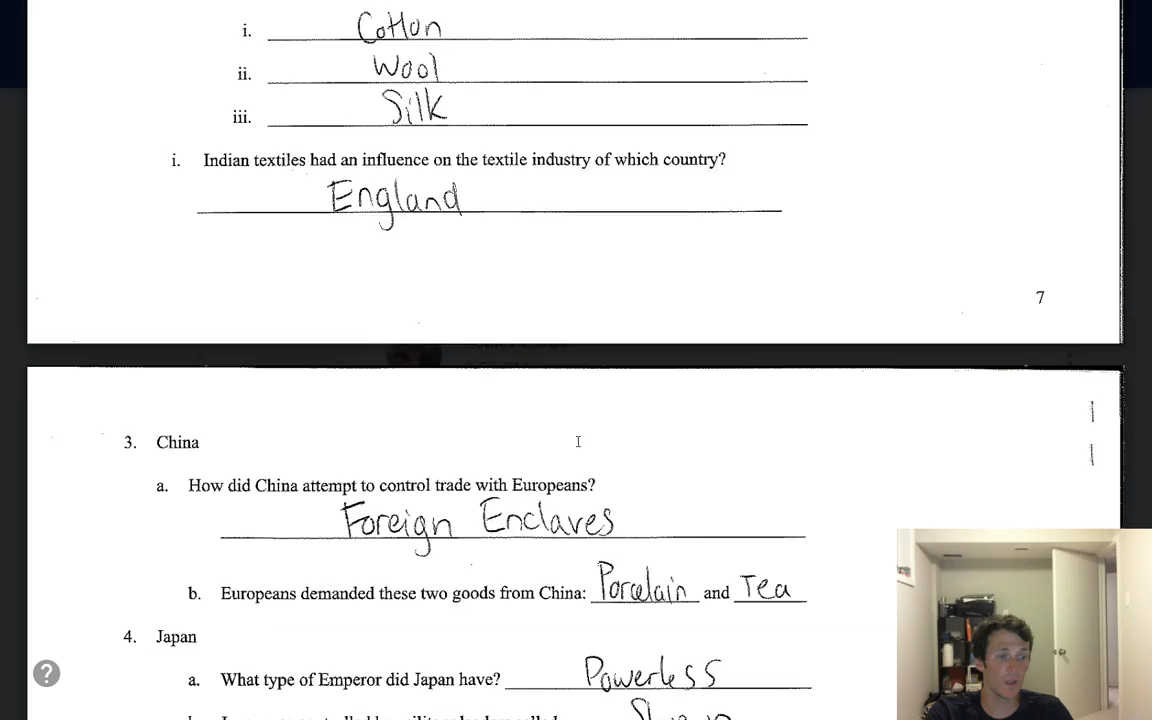 i. Cotton
ii. Wool
iii. Silk
i. Indian textiles had an influence on the textile industry of which country?
England
7
3. China
a. How did China attempt to control trade with Europeans?
Foreign Enclaves
b. Europeans demanded these two goods from China: Porcelain and Tea
4. Japan
?
a. What type of Emperor did Japan have? Powerless